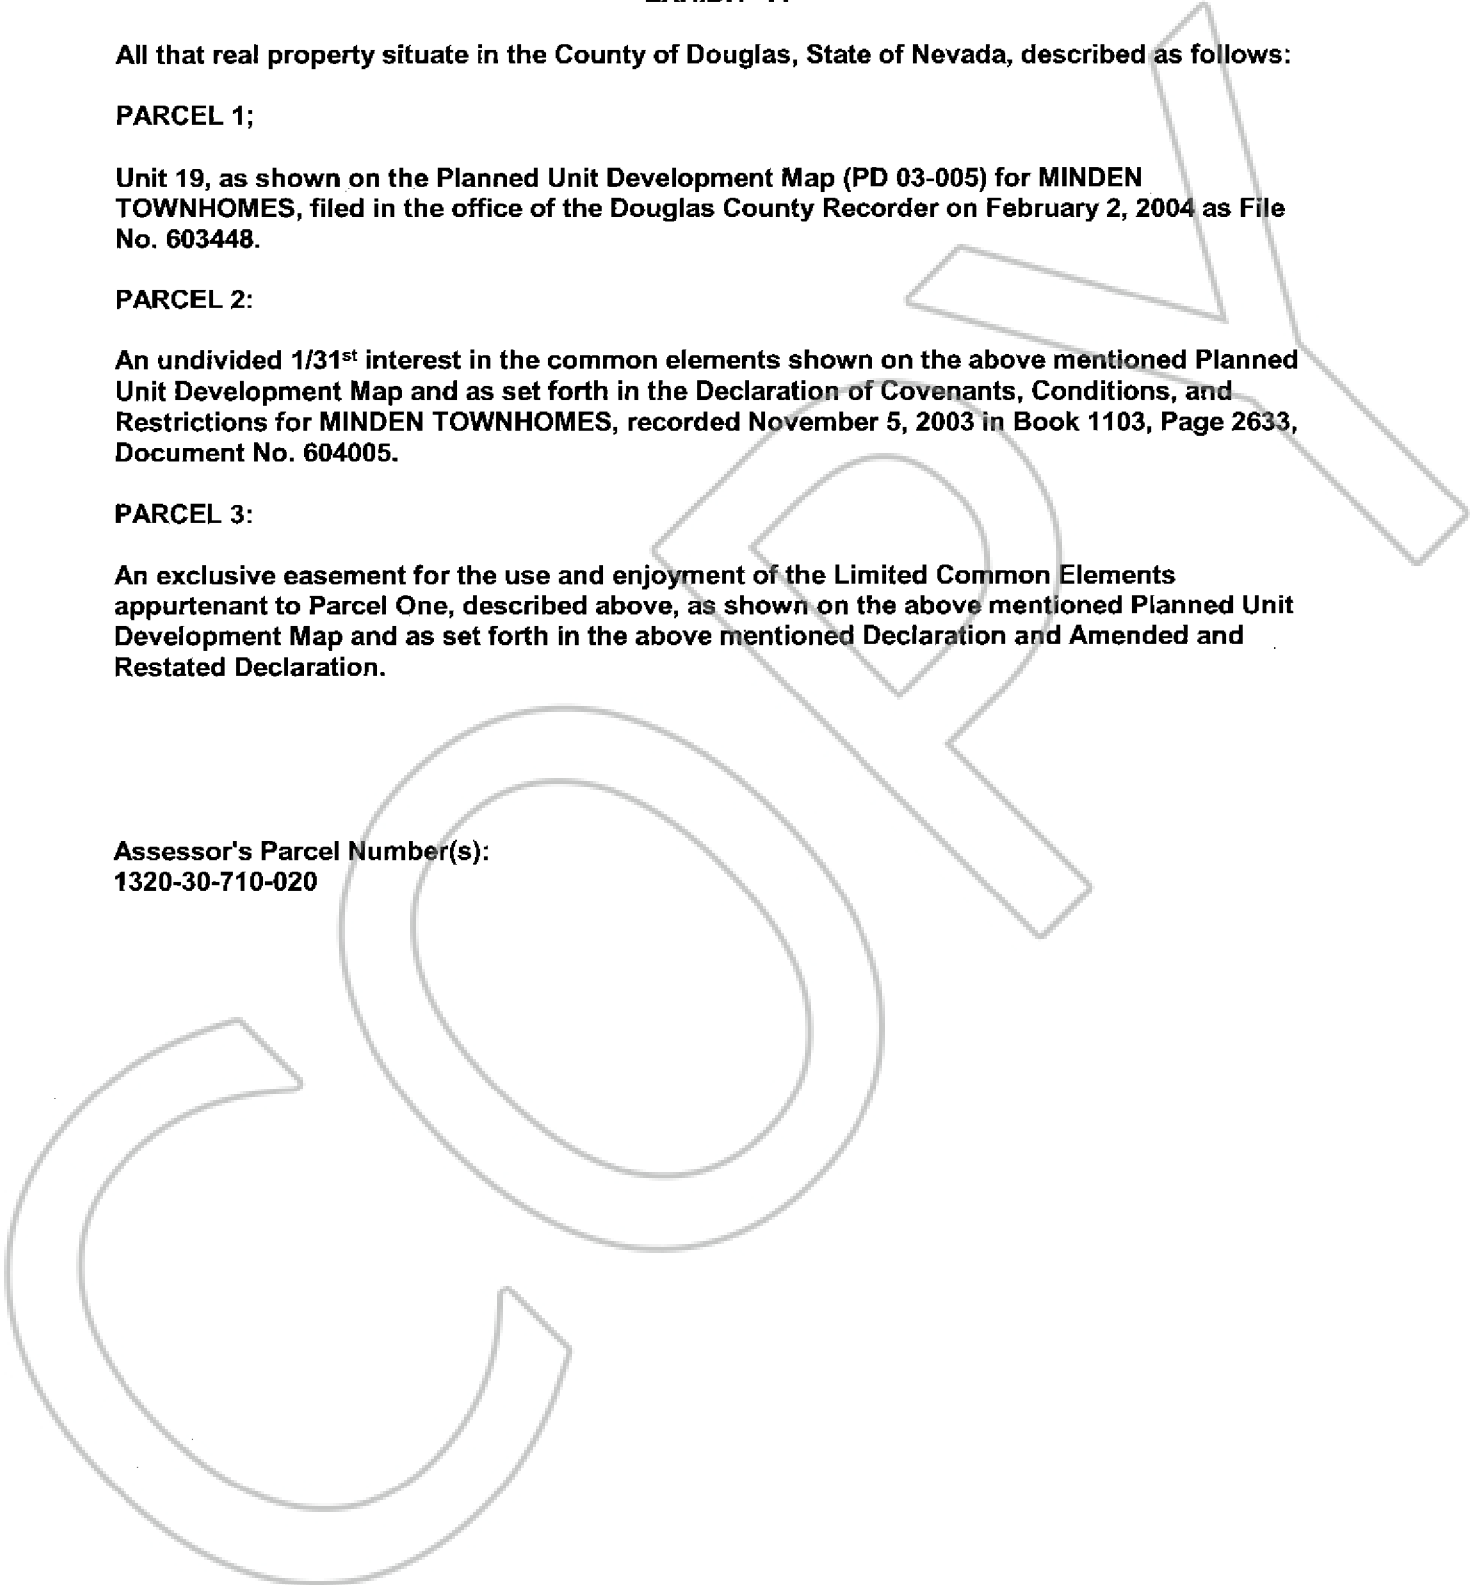 All that real property situate in the County of Douglas, State of Nevada, described as follows:
PARCEL 1;
Unit 19, as shown on the Planned Unit Development Map (PD 03-005) for MINDEN
TOWNHOMES, filed in the office of the Douglas County Recorder on February 2, 2004 as File
No. 603448.
PARCEL 2:
An undivided 1/31st interest in the common elements shown on the above mentioned Planned
Unit Development Map and as set forth in the Declaration of Covenants, Conditions, and
Restrictions for MINDEN TOWNHOMES, recorded November 5, 2003 in Book 1103, Page 2633,
Document No. 604005.
PARCEL 3:
An exclusive easement for the use and enjoyment of the Limited Common Elements
appurtenant to Parcel One, described above, as shown on the above mentioned Planned Unit
Development Map and as set forth in the above mentioned Declaration and Amended and
Restated Declaration.
Assessor's Parcel Number(s):
1320-30-710-020
COPY